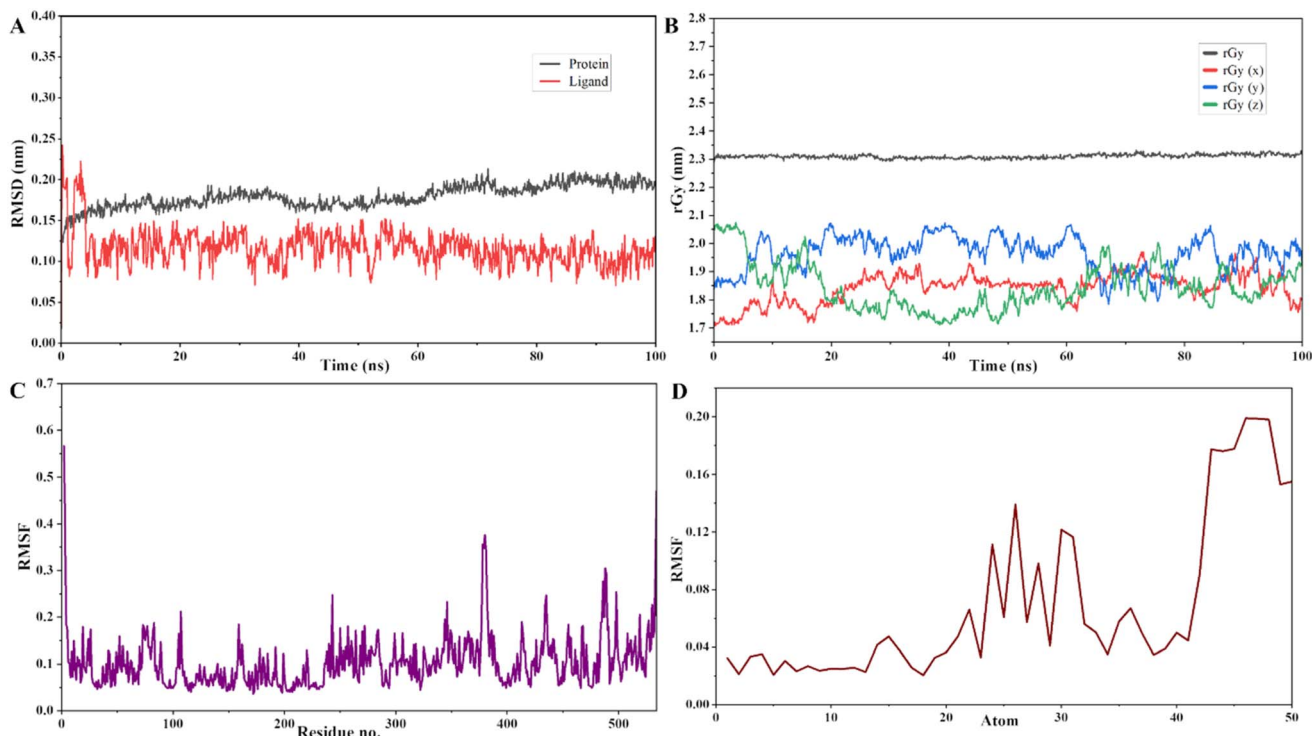 A
0.40
0.35
0.30
0.25
0.20
0.15
0.10
0.05
0.00
RMSD (nm)
Protein
Ligand
0 20 40 60 80 100
Time (ns)
B
2.8
2.7
2.6
2.5
2.4
2.3
2.2
2.1
2.0
1.9
1.8
1.7
rGy (nm)
rGy
rGy (x)
rGy (y)
rGy (z)
0 20 40 60 80 100
Time (ns)
C
0.7
0.6
0.5
0.4
0.3
0.2
0.1
0.0
RMSF
0 100 200 300 400 500
Residue no.
D
0.20
0.16
0.12
0.08
0.04
0.00
RMSF
0 10 20 30 40 50
Atom